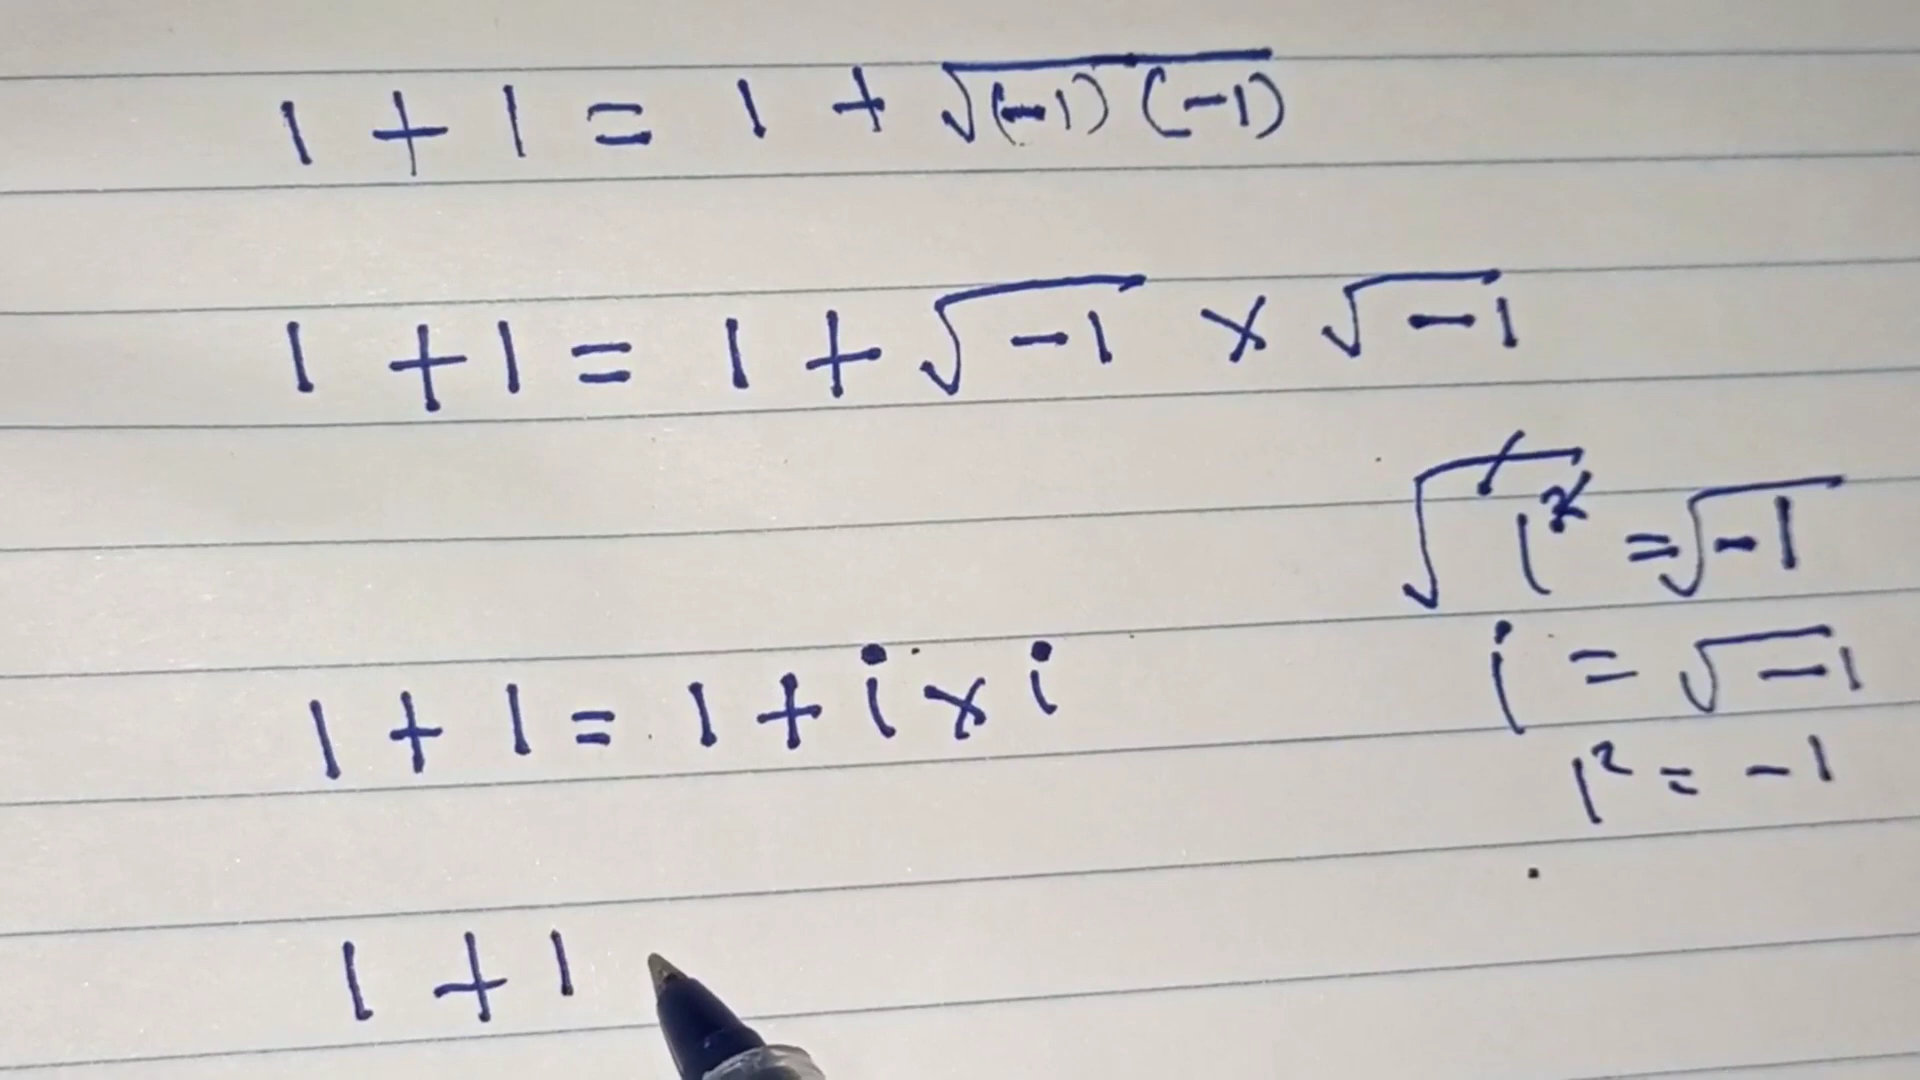 1 + 1 = 1 + √(-1)(-1)
1 + 1 = 1 + √-1 × √-1
√i² = √-1
i = √-1
1 + 1 = 1 + i × i
i² = -1
1 + 1